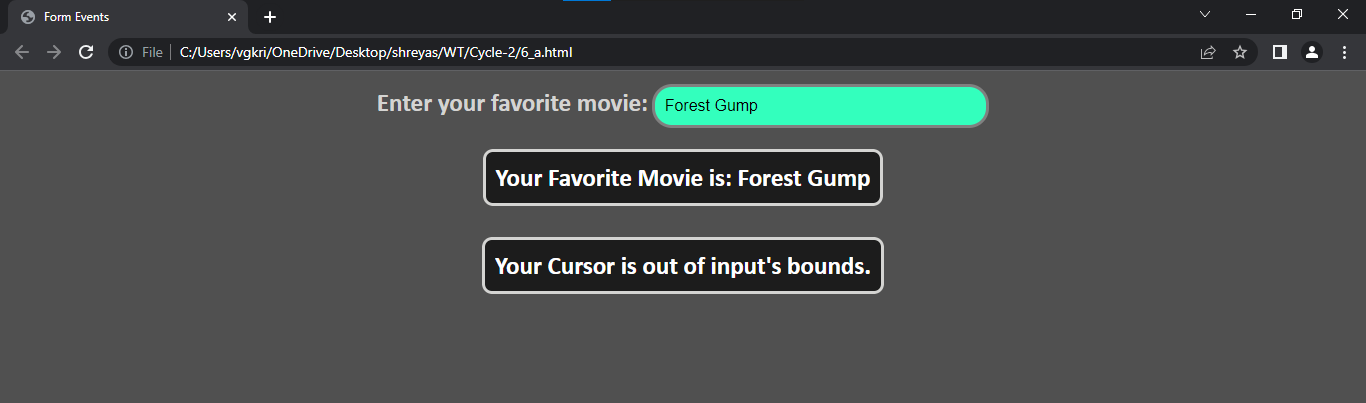 Form Events
File C:/Users/vgkri/OneDrive/Desktop/shreyas/WT/Cycle-2/6_a.html
Enter your favorite movie: Forest Gump
Your Favorite Movie is: Forest Gump
Your Cursor is out of input's bounds.